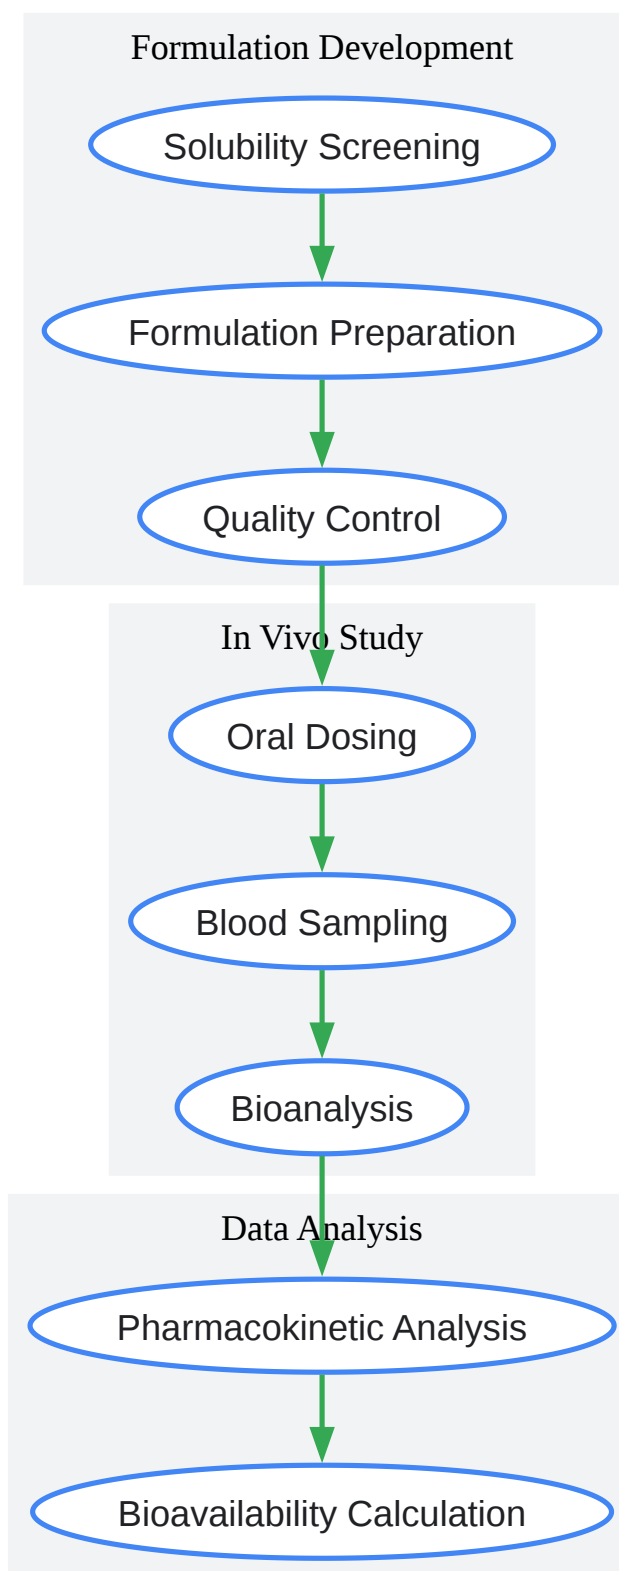 Formulation Development
Solubility Screening
Formulation Preparation
Quality Control
In Vivo Study
Oral Dosing
Blood Sampling
Bioanalysis
Data Analysis
Pharmacokinetic Analysis
Bioavailability Calculation